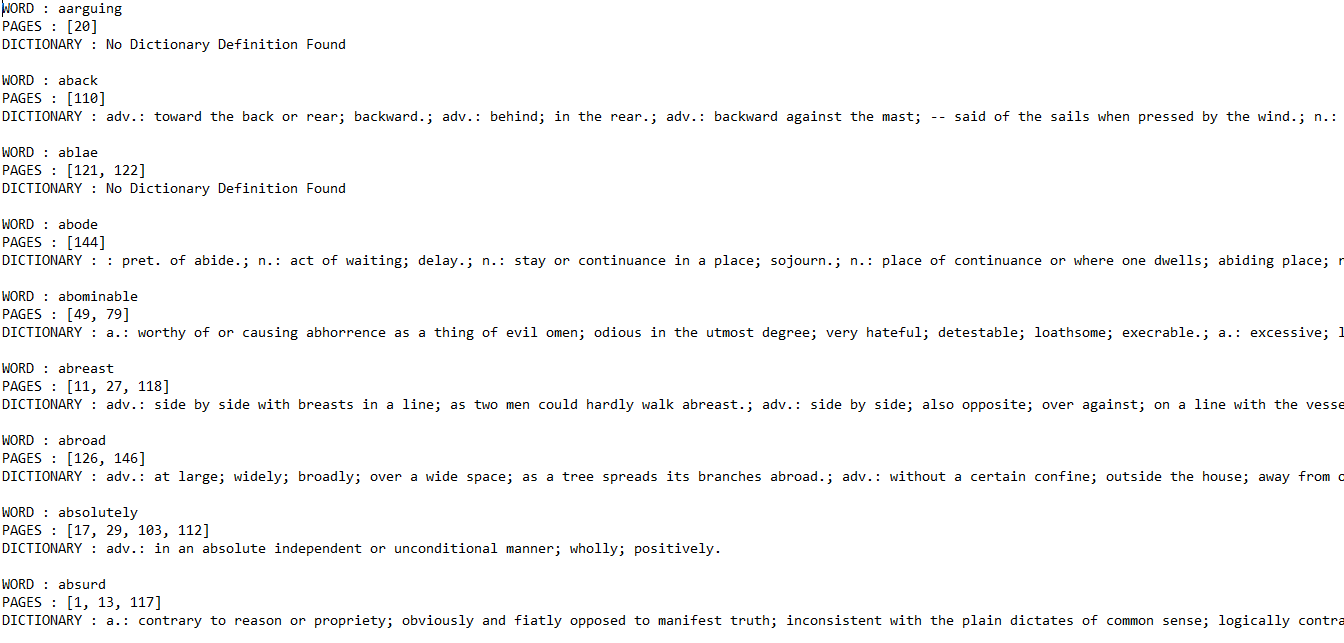 WORD : aarguing
PAGES : [20]
DICTIONARY : No Dictionary Definition Found
WORD : aback
PAGES : [110]
DICTIONARY : adv.: toward the back or rear; backward.; adv.: behind; in the rear.; adv.: backward against the mast; -- said of the sails when pressed by the wind.; n.:
WORD : ablae
PAGES : [121, 122]
DICTIONARY : No Dictionary Definition Found
WORD : abode
PAGES : [144]
DICTIONARY : : pret. of abide.; n.: act of waiting; delay.; n.: stay or continuance in a place; sojourn.; n.: place of continuance or where one dwells; abiding place;
WORD : abominable
PAGES : [49, 79]
DICTIONARY : a.: worthy of or causing abhorrence as a thing of evil omen; odious in the utmost degree; very hateful; detestable; loathsome; execrable.; a.: excessive;
WORD : abreast
PAGES : [11, 27, 118]
DICTIONARY : adv.: side by side with breasts in a line; as two men could hardly walk abreast.; adv.: side by side; also opposite; over against; on a line with the vesse
WORD : abroad
PAGES : [126, 146]
DICTIONARY : adv.: at large; widely; broadly; over a wide space; as a tree spreads its branches abroad.; adv.: without a certain confine; outside the house; away from
WORD : absolutely
PAGES : [17, 29, 103, 112]
DICTIONARY : adv.: in an absolute independent or unconditional manner; wholly; positively.
WORD : absurd
PAGES : [1, 13, 117]
DICTIONARY : a.: contrary to reason or propriety; obviously and fiatly opposed to manifest truth; inconsistent with the plain dictates of common sense; logically contra